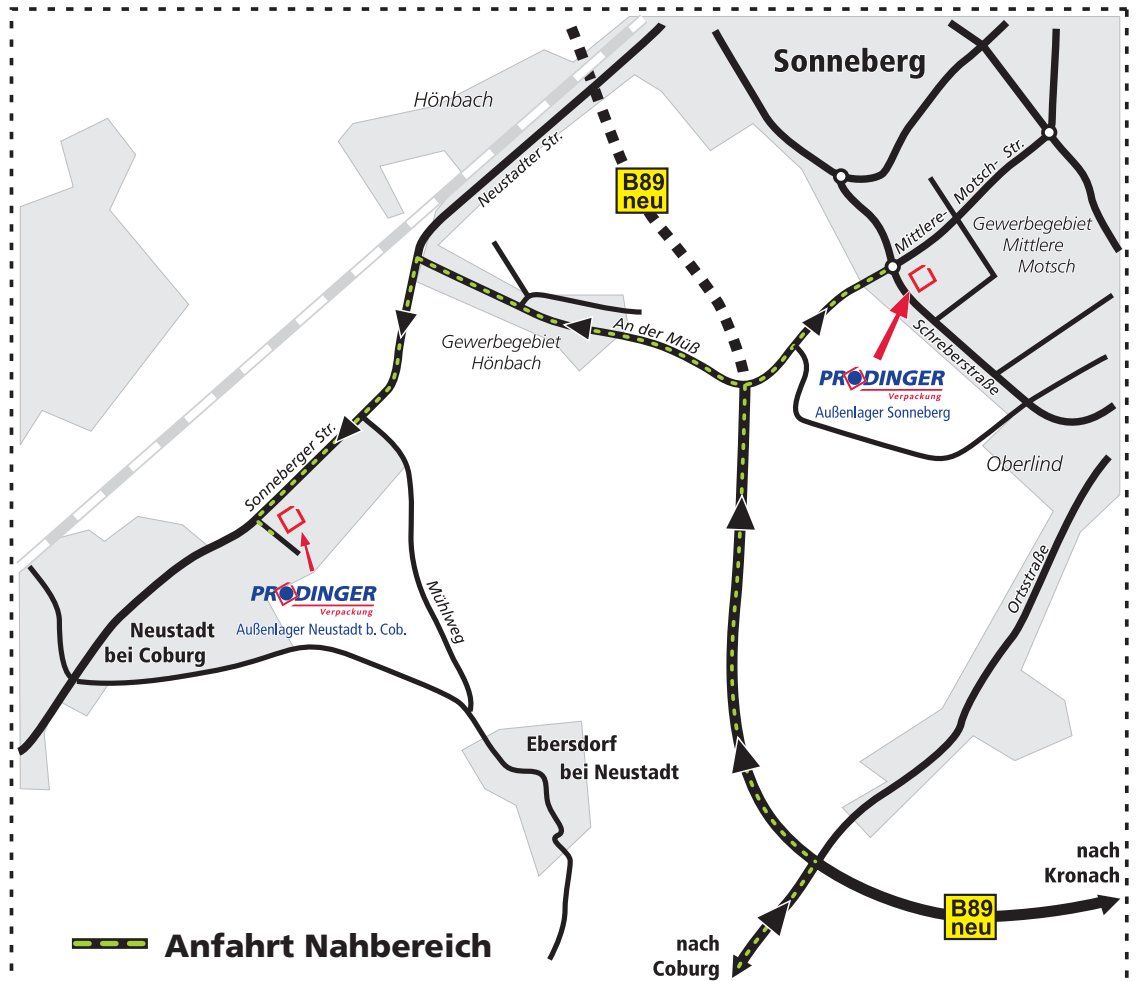 Sonneberg
Hönbach
Neustadter Str.
B89
neu
Mittlere- Motsch- Str.
Gewerbegebiet
Mittlere
Motsch
An der Müß
Gewerbegebiet
Hönbach
Schreberstraße
PRODINGER
Verpackung
Außenlager Sonneberg
Oberlind
Sonneberger Str.
Ortsstraße
PRODINGER
Verpackung
Außenlager Neustadt b. Cob.
Mühlweg
Neustadt
bei Coburg
Ebersdorf
bei Neustadt
nach
Kronach
B89
neu
Anfahrt Nahbereich
nach
Coburg